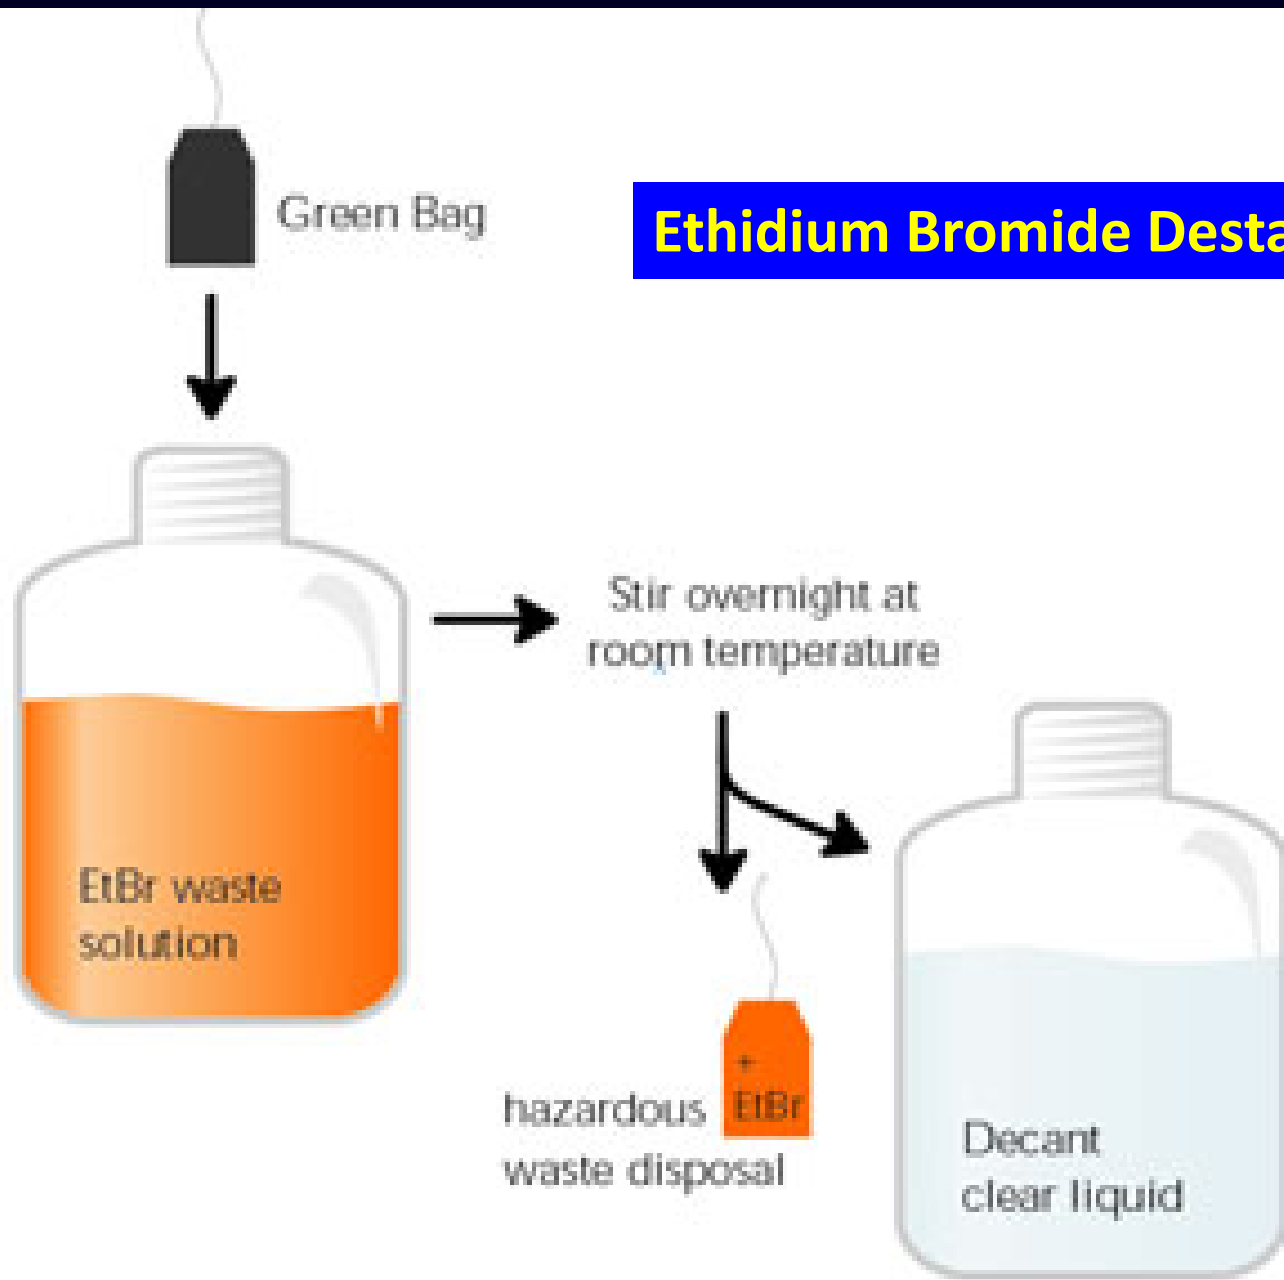 Green Bag
Ethidium Bromide Desta
Stir overnight at
room temperature
EtBr waste
solution
+
EtBr
hazardous
waste disposal
Decant
clear liquid